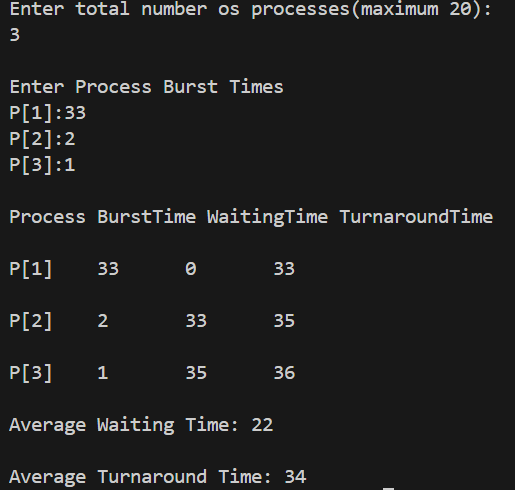 Enter total number os processes(maximum 20):
3
Enter Process Burst Times
P[1]:33
P[2]:2
P[3]:1
Process BurstTime WaitingTime TurnaroundTime
P[1] 33 0 33
P[2] 2 33 35
P[3] 1 35 36
Average Waiting Time: 22
Average Turnaround Time: 34